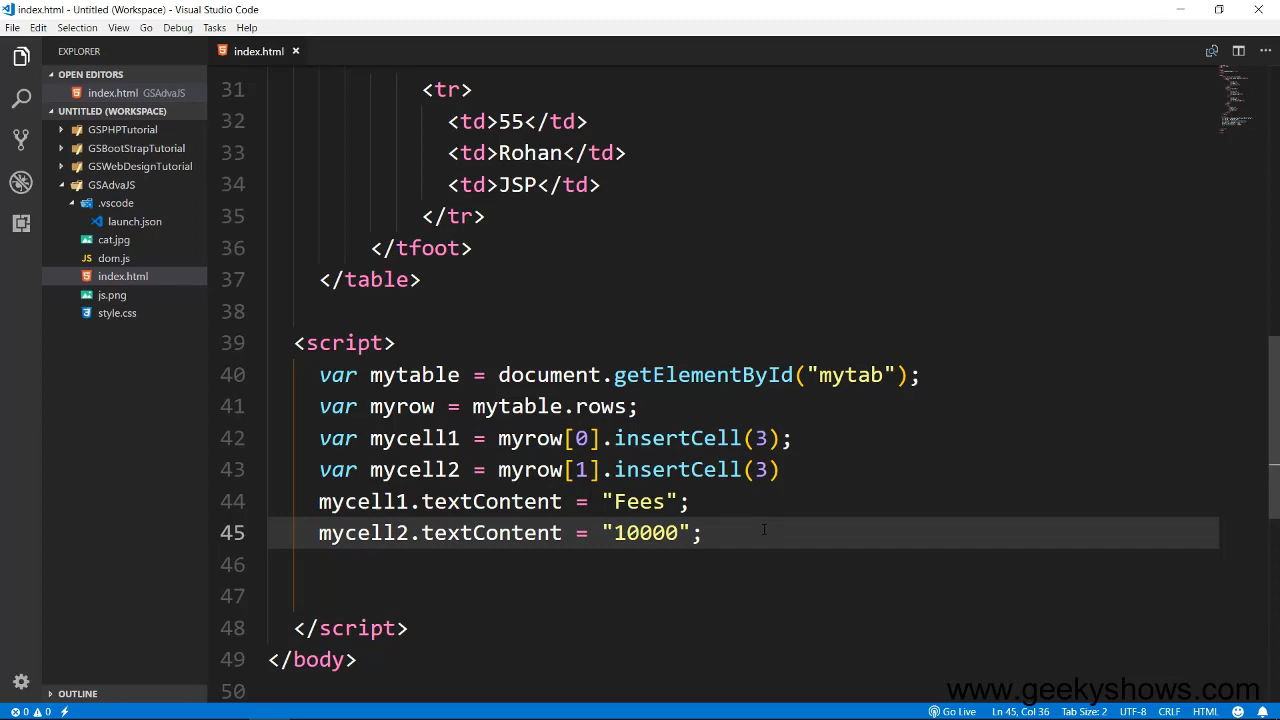 index.html - Untitled (Workspace) - Visual Studio Code
File Edit Selection View Go Debug Tasks Help
EXPLORER
index.html ×
OPEN EDITORS
index.html GSAdvaJS
UNTITLED (WORKSPACE)
GSPHPTutorial
GSBootStrapTutorial
GSWebDesignTutorial
GSAdvaJS
.vscode
launch.json
cat.jpg
JS dom.js
index.html
js.png
style.css
OUTLINE
31 <tr>
32 <td>55</td>
33 <td>Rohan</td>
34 <td>JSP</td>
35 </tr>
36 </tfoot>
37 </table>
38
39 <script>
40 var mytable = document.getElementById("mytab");
41 var myrow = mytable.rows;
42 var mycell1 = myrow[0].insertCell(3);
43 var mycell2 = myrow[1].insertCell(3)
44 mycell1.textContent = "Fees";
45 mycell2.textContent = "10000";
46
47
48 </script>
49 </body>
50
www.geekyshows.com
0 0 Go Live Ln 45, Col 36 Tab Size: 2 UTF-8 CRLF HTML